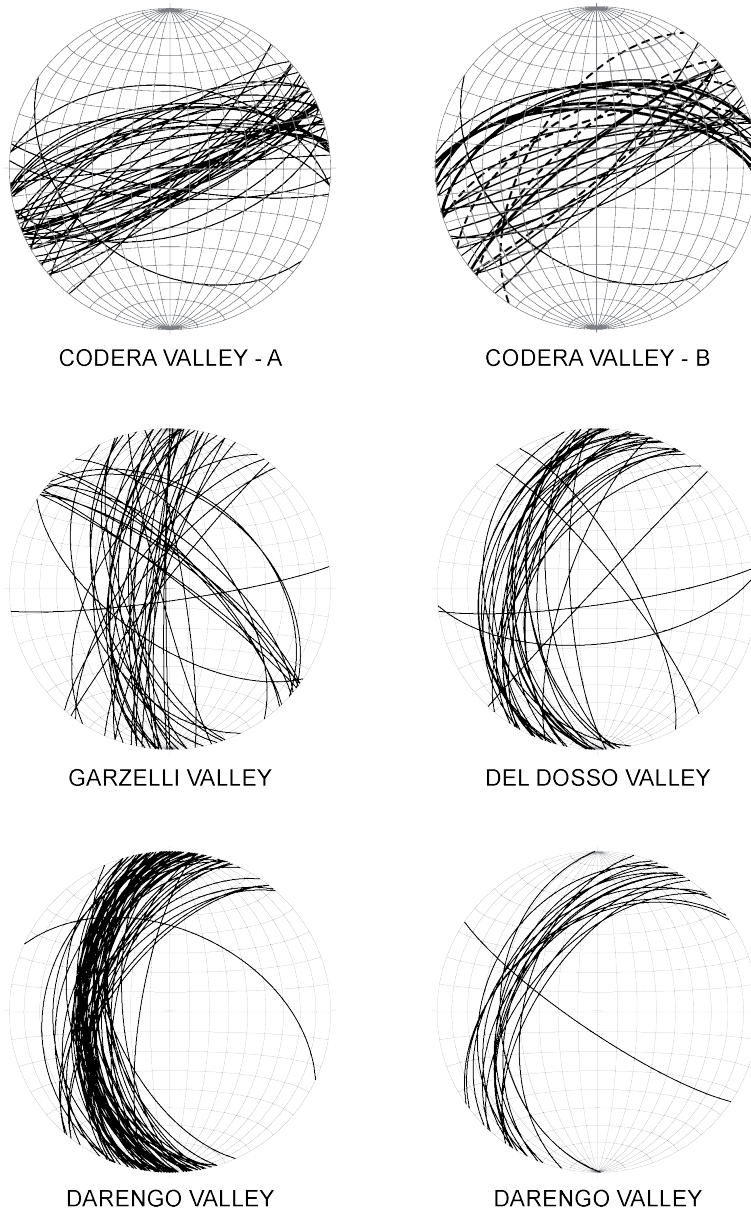 CODERA VALLEY - A
CODERA VALLEY - B
GARZELLI VALLEY
DEL DOSSO VALLEY
DARENGO VALLEY
DARENGO VALLEY